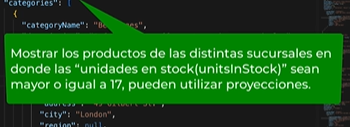 "categories": [
{
"categoryName": "Be
Mostrar los productos de las distintas sucursales en
donde las “unidades en stock(unitsInStock)” sean
mayor o igual a 17, pueden utilizar proyecciones.
"city": "London",
"region": null,